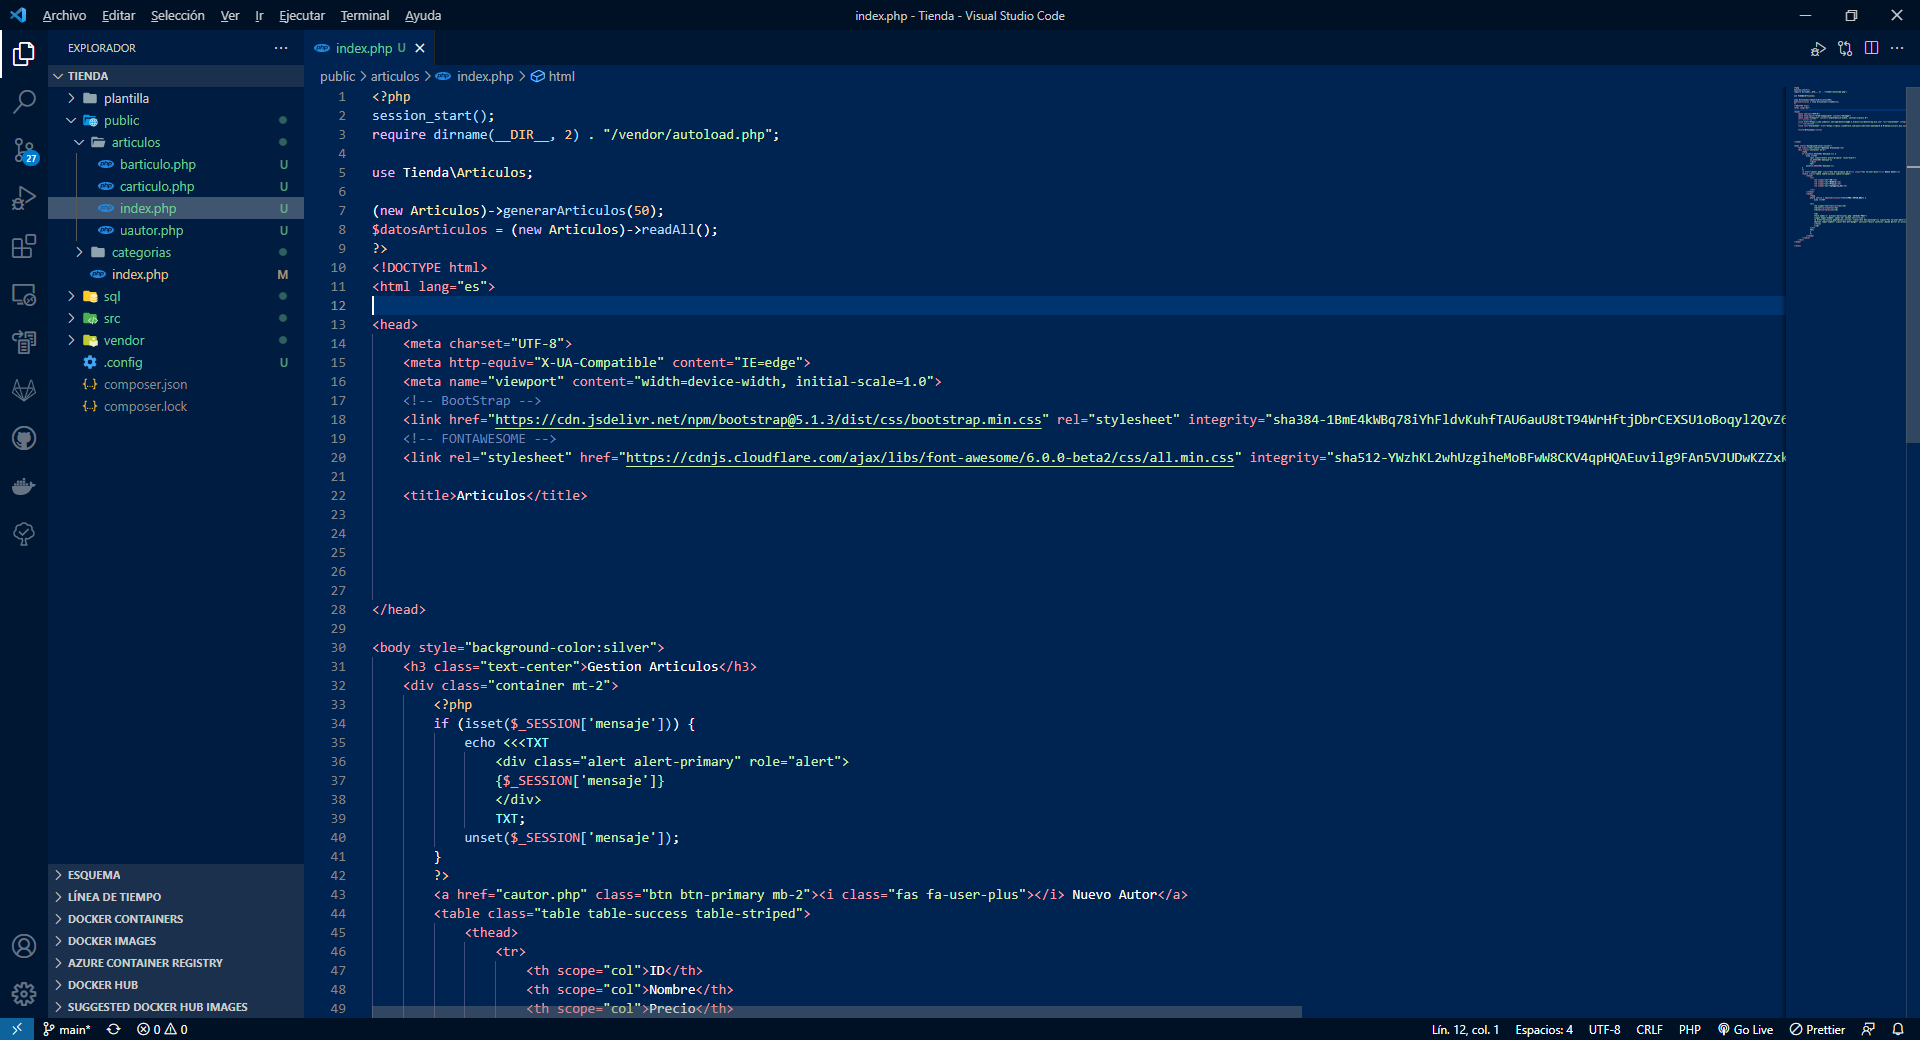 Archivo Editar Selección Ver Ir Ejecutar Terminal Ayuda
index.php - Tienda - Visual Studio Code
EXPLORADOR
TIENDA
plantilla
public
articulos
barticulo.php U
carticulo.php U
index.php U
uautor.php U
categorias
index.php M
sql
src
vendor
.config U
composer.json
composer.lock
27
ESQUEMA
LÍNEA DE TIEMPO
DOCKER CONTAINERS
DOCKER IMAGES
AZURE CONTAINER REGISTRY
DOCKER HUB
SUGGESTED DOCKER HUB IMAGES
index.php U
public > articulos > index.php > html
1 <?php
2 session_start();
3 require dirname(__DIR__, 2) . "/vendor/autoload.php";
4
5 use Tienda\Articulos;
6
7 (new Articulos)->generarArticulos(50);
8 $datosArticulos = (new Articulos)->readAll();
9 ?>
10 <!DOCTYPE html>
11 <html lang="es">
12
13 <head>
14 <meta charset="UTF-8">
15 <meta http-equiv="X-UA-Compatible" content="IE=edge">
16 <meta name="viewport" content="width=device-width, initial-scale=1.0">
17 <!-- BootStrap -->
18 <link href="https://cdn.jsdelivr.net/npm/bootstrap@5.1.3/dist/css/bootstrap.min.css" rel="stylesheet" integrity="sha384-1BmE4kWBq78iYhFldvKuhfTAU6auU8tT94WrHftjDbrCEXSU1oBoqyl2QvZ6
19 <!-- FONTAWESOME -->
20 <link rel="stylesheet" href="https://cdnjs.cloudflare.com/ajax/libs/font-awesome/6.0.0-beta2/css/all.min.css" integrity="sha512-YWzhKL2whUzgiheMoBFwW8CKV4qpHQAEuvilg9FAn5VJUDwKZZxk
21
22 <title>Articulos</title>
23
24
25
26
27
28 </head>
29
30 <body style="background-color:silver">
31 <h3 class="text-center">Gestion Articulos</h3>
32 <div class="container mt-2">
33 <?php
34 if (isset($_SESSION['mensaje'])) {
35 echo <<<TXT
36 <div class="alert alert-primary" role="alert">
37 {$_SESSION['mensaje']}
38 </div>
39 TXT;
40 unset($_SESSION['mensaje']);
41 }
42 ?>
43 <a href="cautor.php" class="btn btn-primary mb-2"><i class="fas fa-user-plus"></i> Nuevo Autor</a>
44 <table class="table table-success table-striped">
45 <thead>
46 <tr>
47 <th scope="col">ID</th>
48 <th scope="col">Nombre</th>
49 <th scope="col">Precio</th>
main* 0 0
Lín. 12, col. 1 Espacios: 4 UTF-8 CRLF PHP Go Live Prettier